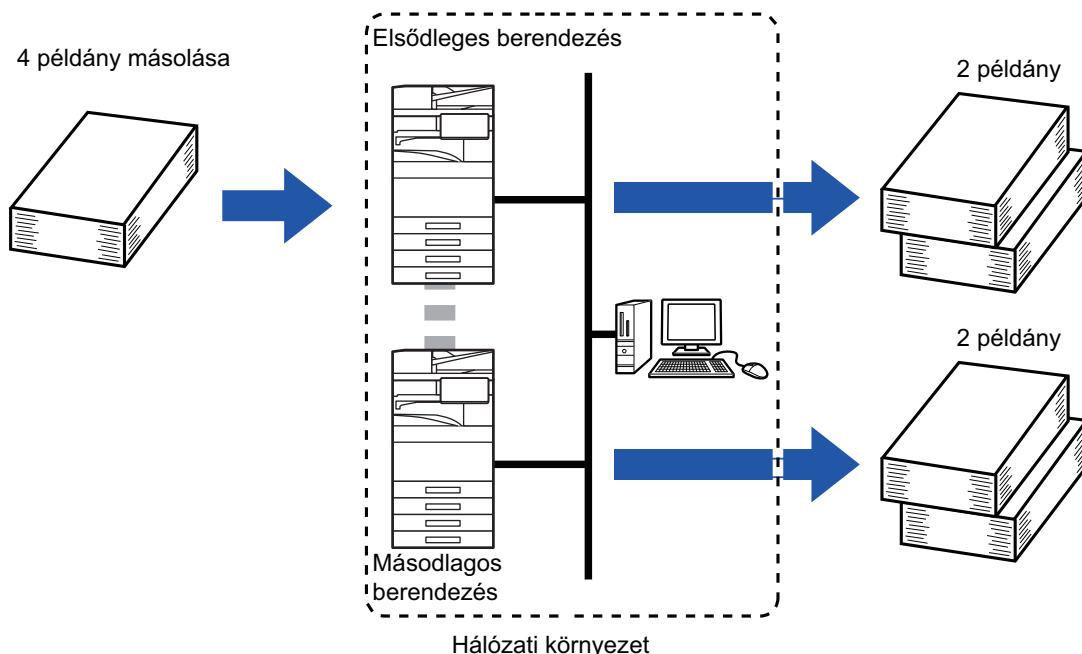 4 példány másolása
Elsődleges berendezés
2 példány
2 példány
Másodlagos
berendezés
Hálózati környezet